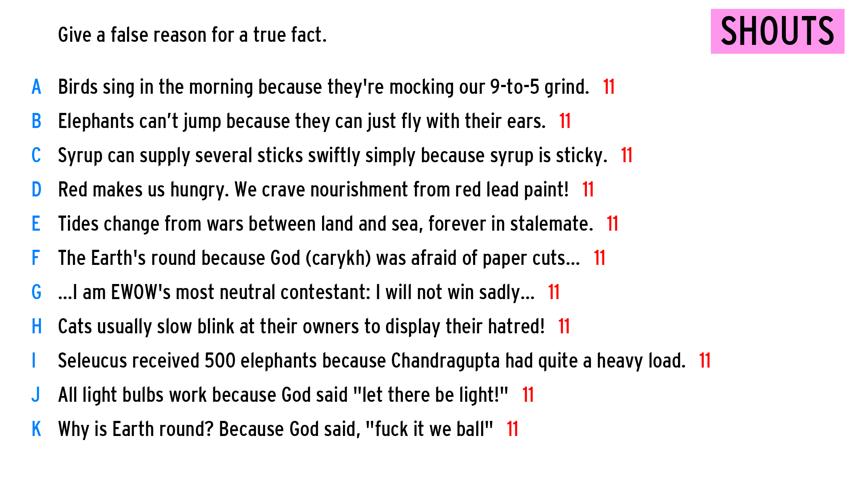 Give a false reason for a true fact.
SHOUTS
A Birds sing in the morning because they're mocking our 9-to-5 grind. 11
B Elephants can’t jump because they can just fly with their ears. 11
C Syrup can supply several sticks swiftly simply because syrup is sticky. 11
D Red makes us hungry. We crave nourishment from red lead paint! 11
E Tides change from wars between land and sea, forever in stalemate. 11
F The Earth's round because God (carykh) was afraid of paper cuts... 11
G ...I am EWOW's most neutral contestant: I will not win sadly... 11
H Cats usually slow blink at their owners to display their hatred! 11
I Seleucus received 500 elephants because Chandragupta had quite a heavy load. 11
J All light bulbs work because God said "let there be light!" 11
K Why is Earth round? Because God said, "fuck it we ball" 11